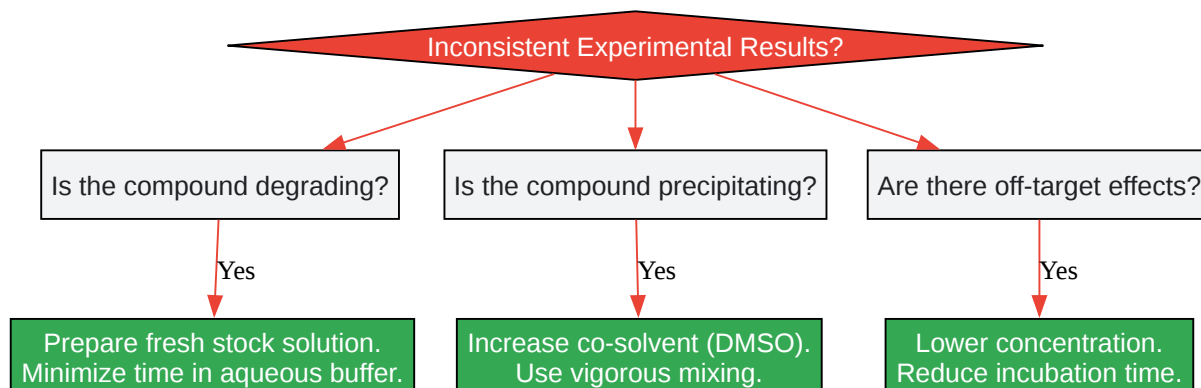 Inconsistent Experimental Results?
Is the compound degrading?
Is the compound precipitating?
Are there off-target effects?
Yes
Yes
Yes
Prepare fresh stock solution.
Minimize time in aqueous buffer.
Increase co-solvent (DMSO).
Use vigorous mixing.
Lower concentration.
Reduce incubation time.